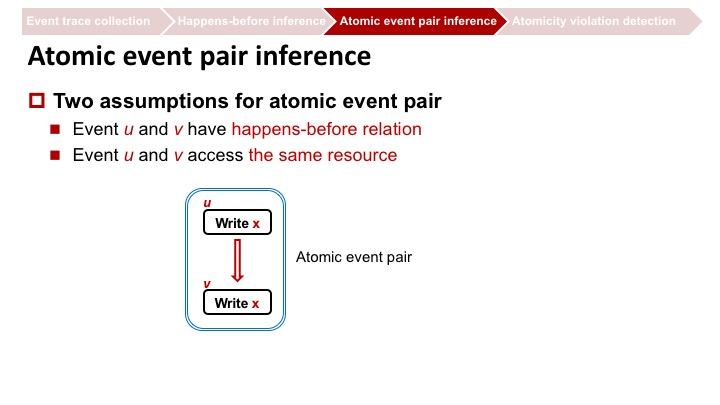 Event trace collection
Happens-before inference
Atomic event pair inference
Atomicity violation detection
Atomic event pair inference
Two assumptions for atomic event pair
Event u and v have happens-before relation
Event u and v access the same resource
u
Write x
Atomic event pair
v
Write x